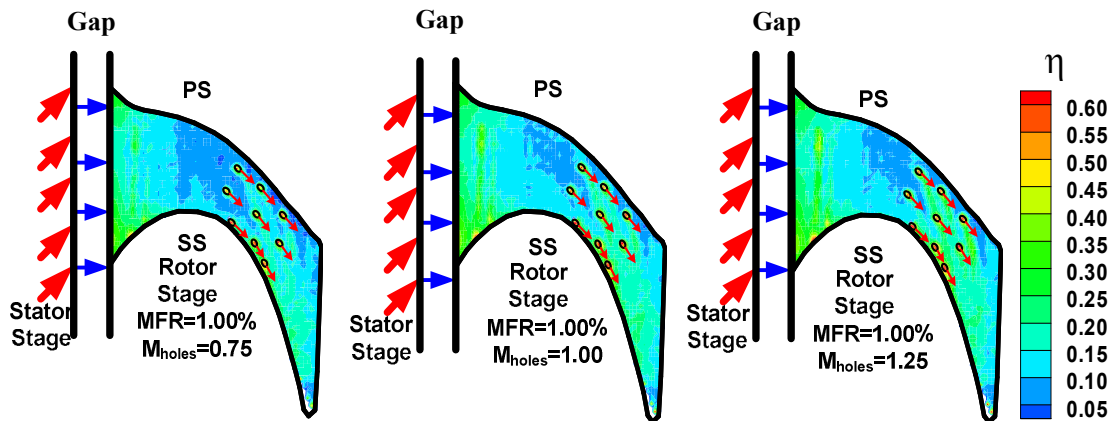 Gap
PS
SS
Rotor
Stage
MFR=1.00%
Mholes=0.75
Stator
Stage
Gap
PS
SS
Rotor
Stage
MFR=1.00%
Mholes=1.00
Stator
Stage
Gap
PS
SS
Rotor
Stage
MFR=1.00%
Mholes=1.25
Stator
Stage
η
0.60
0.55
0.50
0.45
0.40
0.35
0.30
0.25
0.20
0.15
0.10
0.05